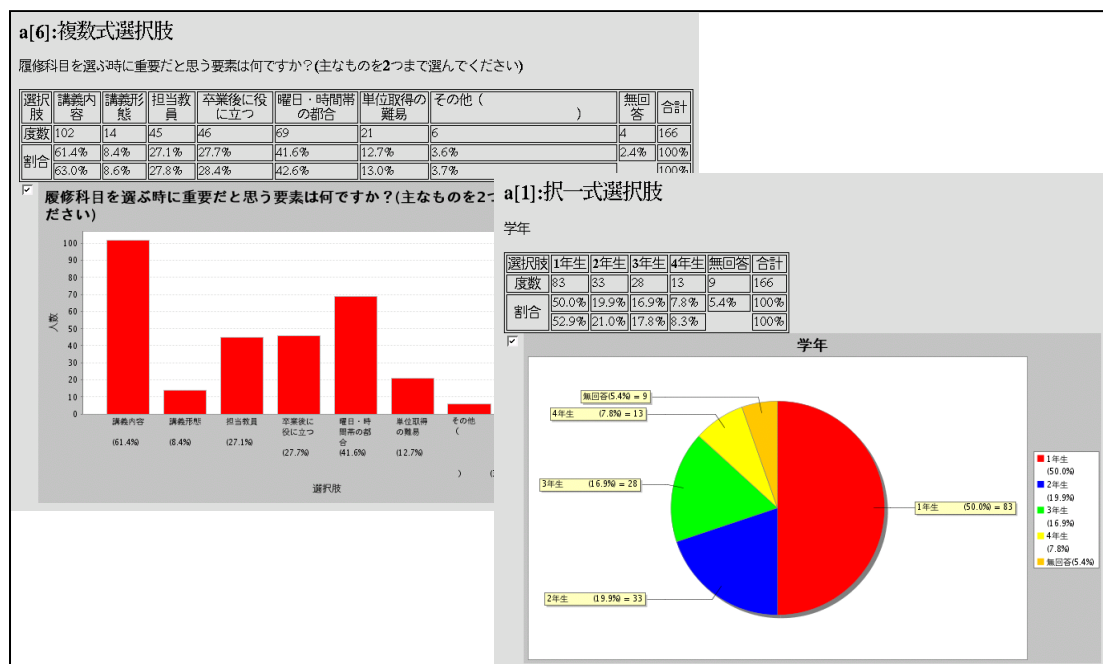 a[6]:複数式選択肢
履修科目を選ぶ時に重要だと思う要素は何ですか？(主なものを2つまで選んでください)
選択肢 講義内容 講義形態 担当教員 卒業後に役に立つ 曜日・時間帯の都合 単位取得の難易 その他 ( ) 無回答 合計
度数 102 14 45 46 69 21 6 4 166
割合 61.4% 8.4% 27.1% 27.7% 41.6% 12.7% 3.6% 2.4% 100%
63.0% 8.6% 27.8% 28.4% 42.6% 13.0% 3.7% 100%
履修科目を選ぶ時に重要だと思う要素は何ですか？(主なものを2つ
ださい)
100
90
80
70
60
50
40
30
20
10
0
人数
講義内容 (61.4%)
講義形態 (8.4%)
担当教員 (27.1%)
卒業後に役に立つ (27.7%)
曜日・時間帯の都合 (41.6%)
単位取得の難易 (12.7%)
その他 ( )
選択肢
a[1]:択一式選択肢
学年
選択肢 1年生 2年生 3年生 4年生 無回答 合計
度数 83 33 28 13 9 166
割合 50.0% 19.9% 16.9% 7.8% 5.4% 100%
52.9% 21.0% 17.8% 8.3% 100%
学年
無回答(5.4%) = 9
4年生 (7.8%) = 13
3年生 (16.9%) = 28
1年生 (50.0%) = 83
2年生 (19.9%) = 33
1年生
(50.0%)
2年生
(19.9%)
3年生
(16.9%)
4年生
(7.8%)
無回答(5.4%)